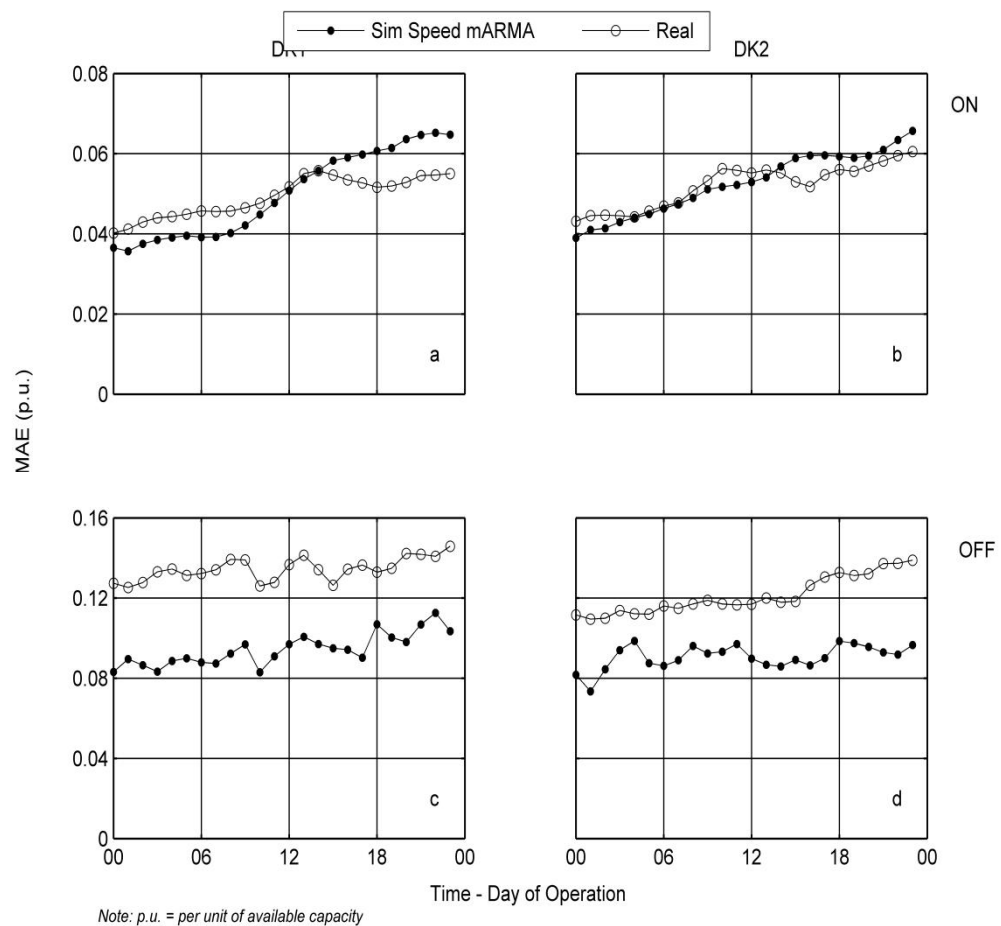 Sim Speed mARMA Real
DK2
0.08
0.06
0.04
0.02
0
a
b
ON
MAE (p.u.)
0.16
0.12
0.08
0.04
0
c
d
OFF
00 06 12 18 00 00 06 12 18 00
Time - Day of Operation
Note: p.u. = per unit of available capacity